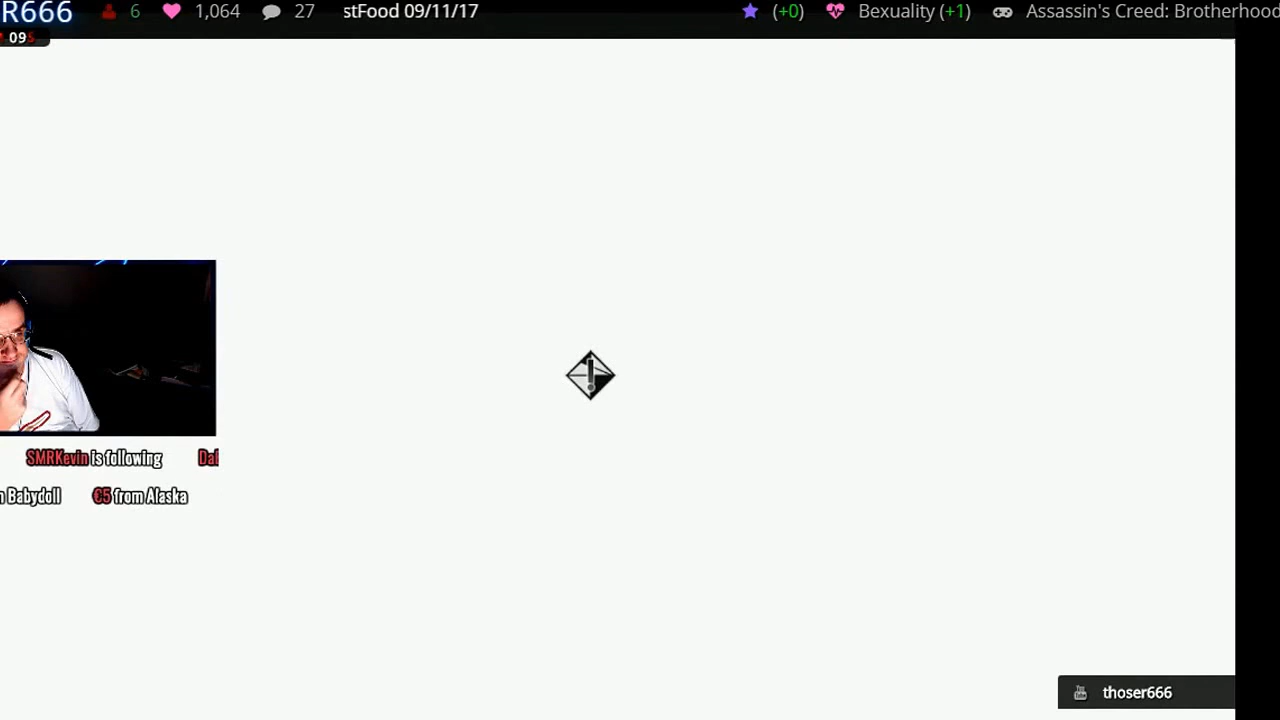 R666 6 1,064 27 stFood 09/11/17 (+0) Bexuality (+1) Assassin's Creed: Brotherhood
09S
SMRKevin is following
Babydoll €5 from Alaska
thoser666